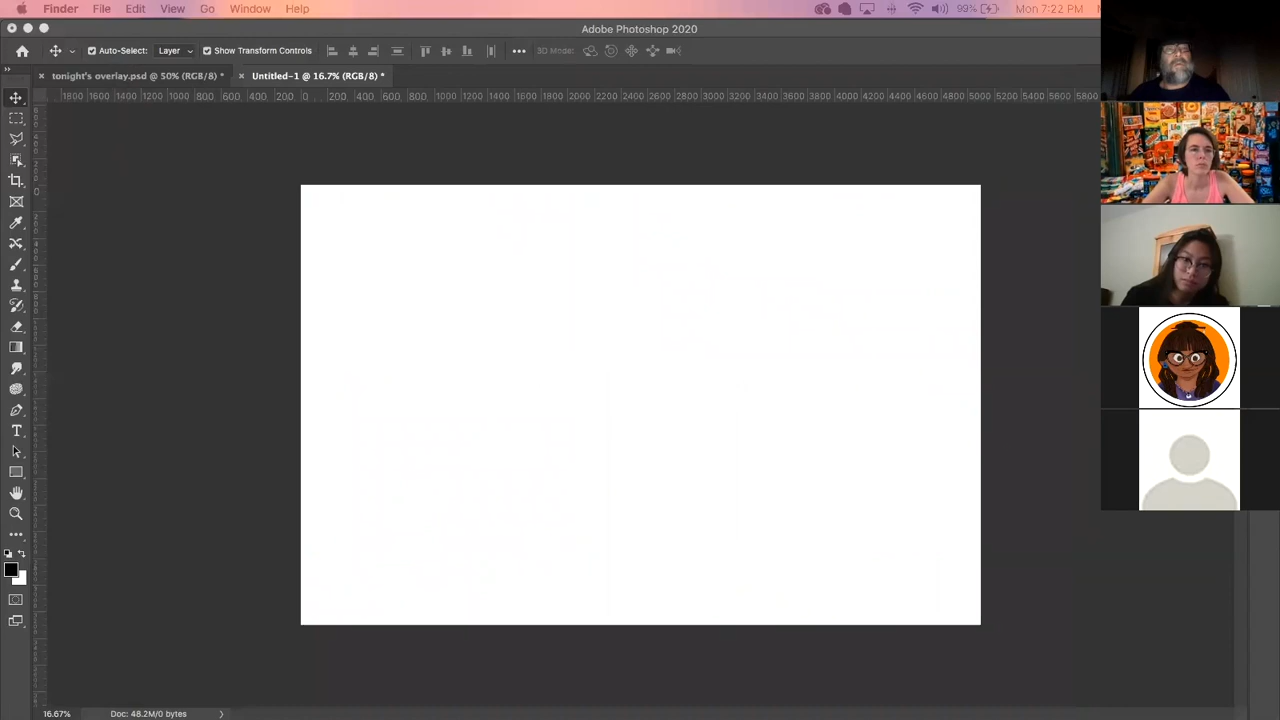 Finder File Edit View Go Window Help 99% Mon 7:22 PM
Adobe Photoshop 2020
Auto-Select: Layer Show Transform Controls 3D Mode:
tonight's overlay.psd @ 50% (RGB/8) * Untitled-1 @ 16.7% (RGB/8) *
1800 1600 1400 1200 1000 800 600 400 200 0 200 400 600 800 1000 1200 1400 1600 1800 2000 2200 2400 2600 2800 3000 3200 3400 3600 3800 4000 4200 4400 4600 4800 5000 5200 5400 5600 5800
Life
T
16.67% Doc: 48.2M/0 bytes